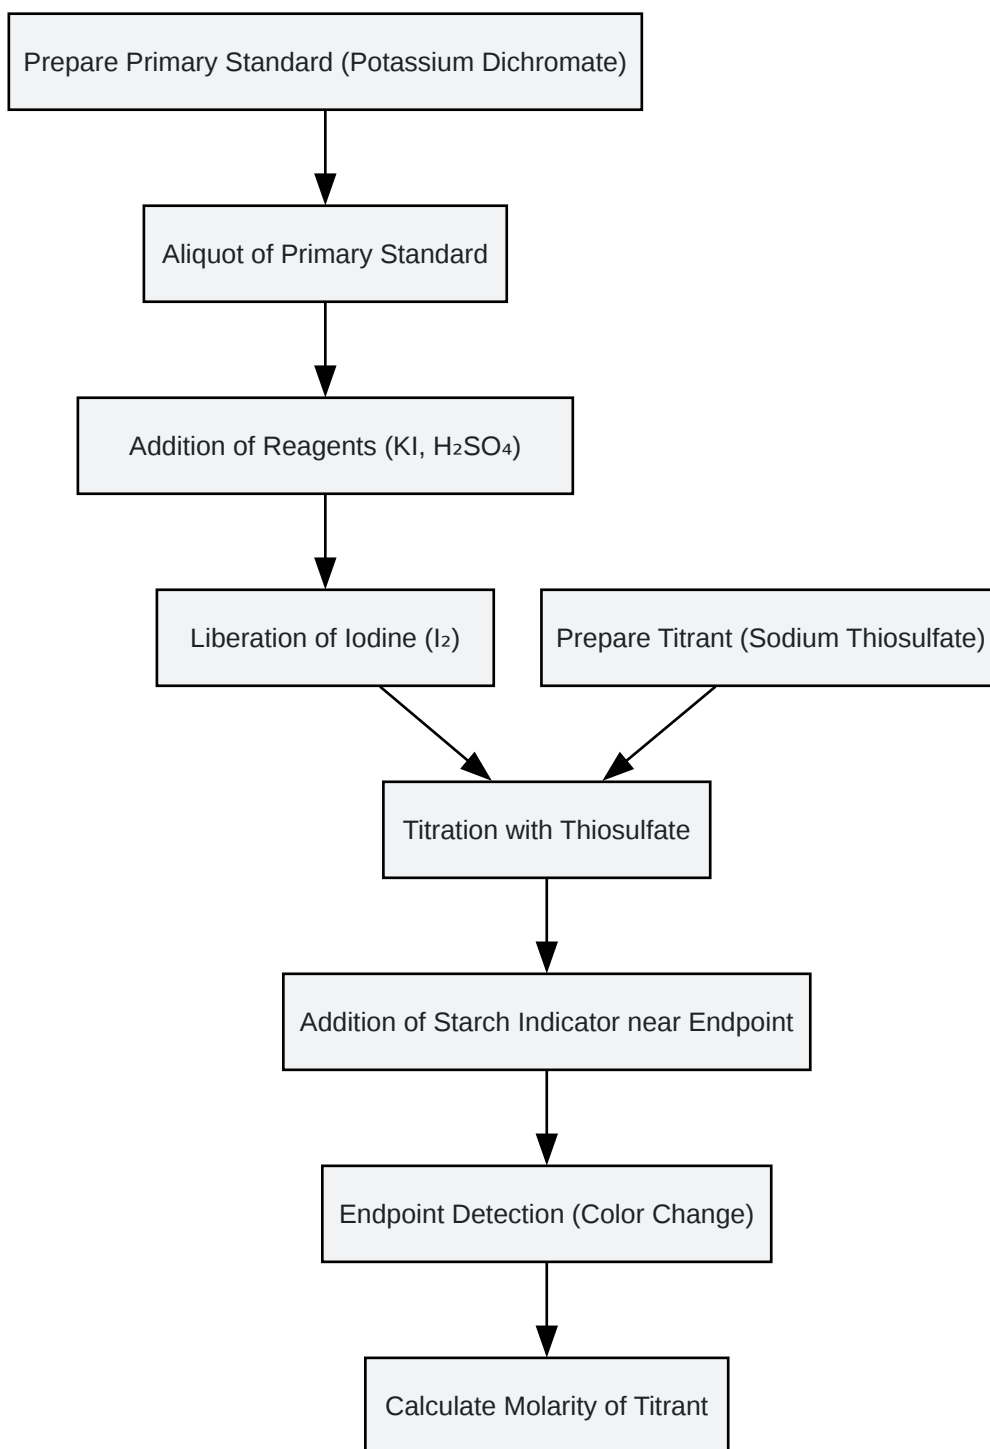 Prepare Primary Standard (Potassium Dichromate)
Aliquot of Primary Standard
Addition of Reagents (KI, H₂SO₄)
Liberation of Iodine (I₂)
Prepare Titrant (Sodium Thiosulfate)
Titration with Thiosulfate
Addition of Starch Indicator near Endpoint
Endpoint Detection (Color Change)
Calculate Molarity of Titrant